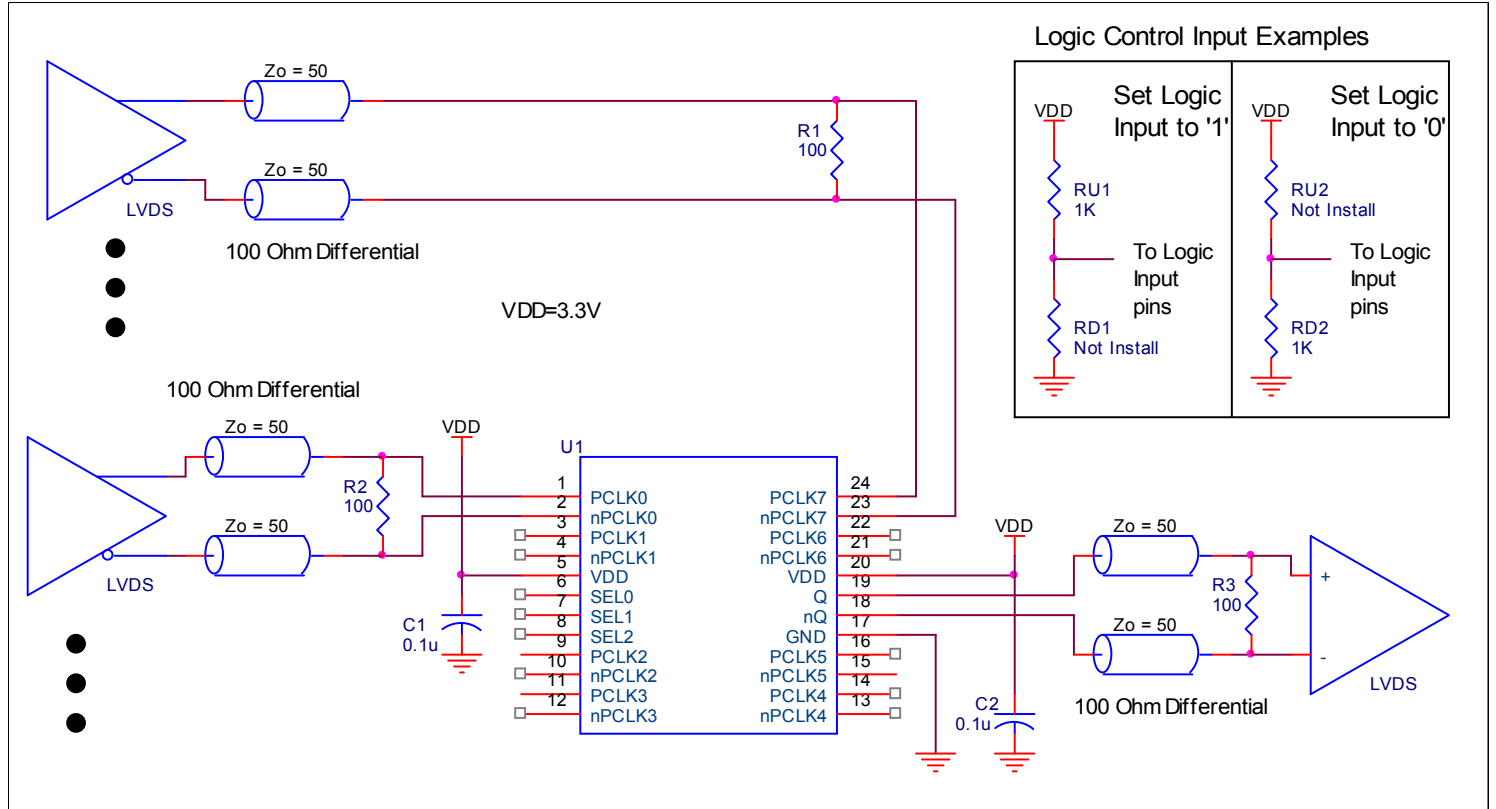 Logic Control Input Examples
Zo = 50
R1
100
Zo = 50
LVDS
100 Ohm Differential
VDD=3.3V
VDD
Set Logic
Input to '1'
RU1
1K
To Logic
Input
pins
RD1
Not Install
VDD
Set Logic
Input to '0'
RU2
Not Install
To Logic
Input
pins
RD2
1K
100 Ohm Differential
Zo = 50
R2
100
Zo = 50
LVDS
VDD
C1
0.1u
U1
1 PCLK0
2 nPCLK0
3 PCLK1
4 nPCLK1
5 VDD
6 SEL0
7 SEL1
8 SEL2
9 PCLK2
10 nPCLK2
11 PCLK3
12 nPCLK3
PCLK7 24
nPCLK7 23
PCLK6 22
nPCLK6 21
VDD 20
Q 19
nQ 18
GND 17
PCLK5 16
nPCLK5 15
PCLK4 14
nPCLK4 13
VDD
C2
0.1u
Zo = 50
R3
100
Zo = 50
+
-
LVDS
100 Ohm Differential